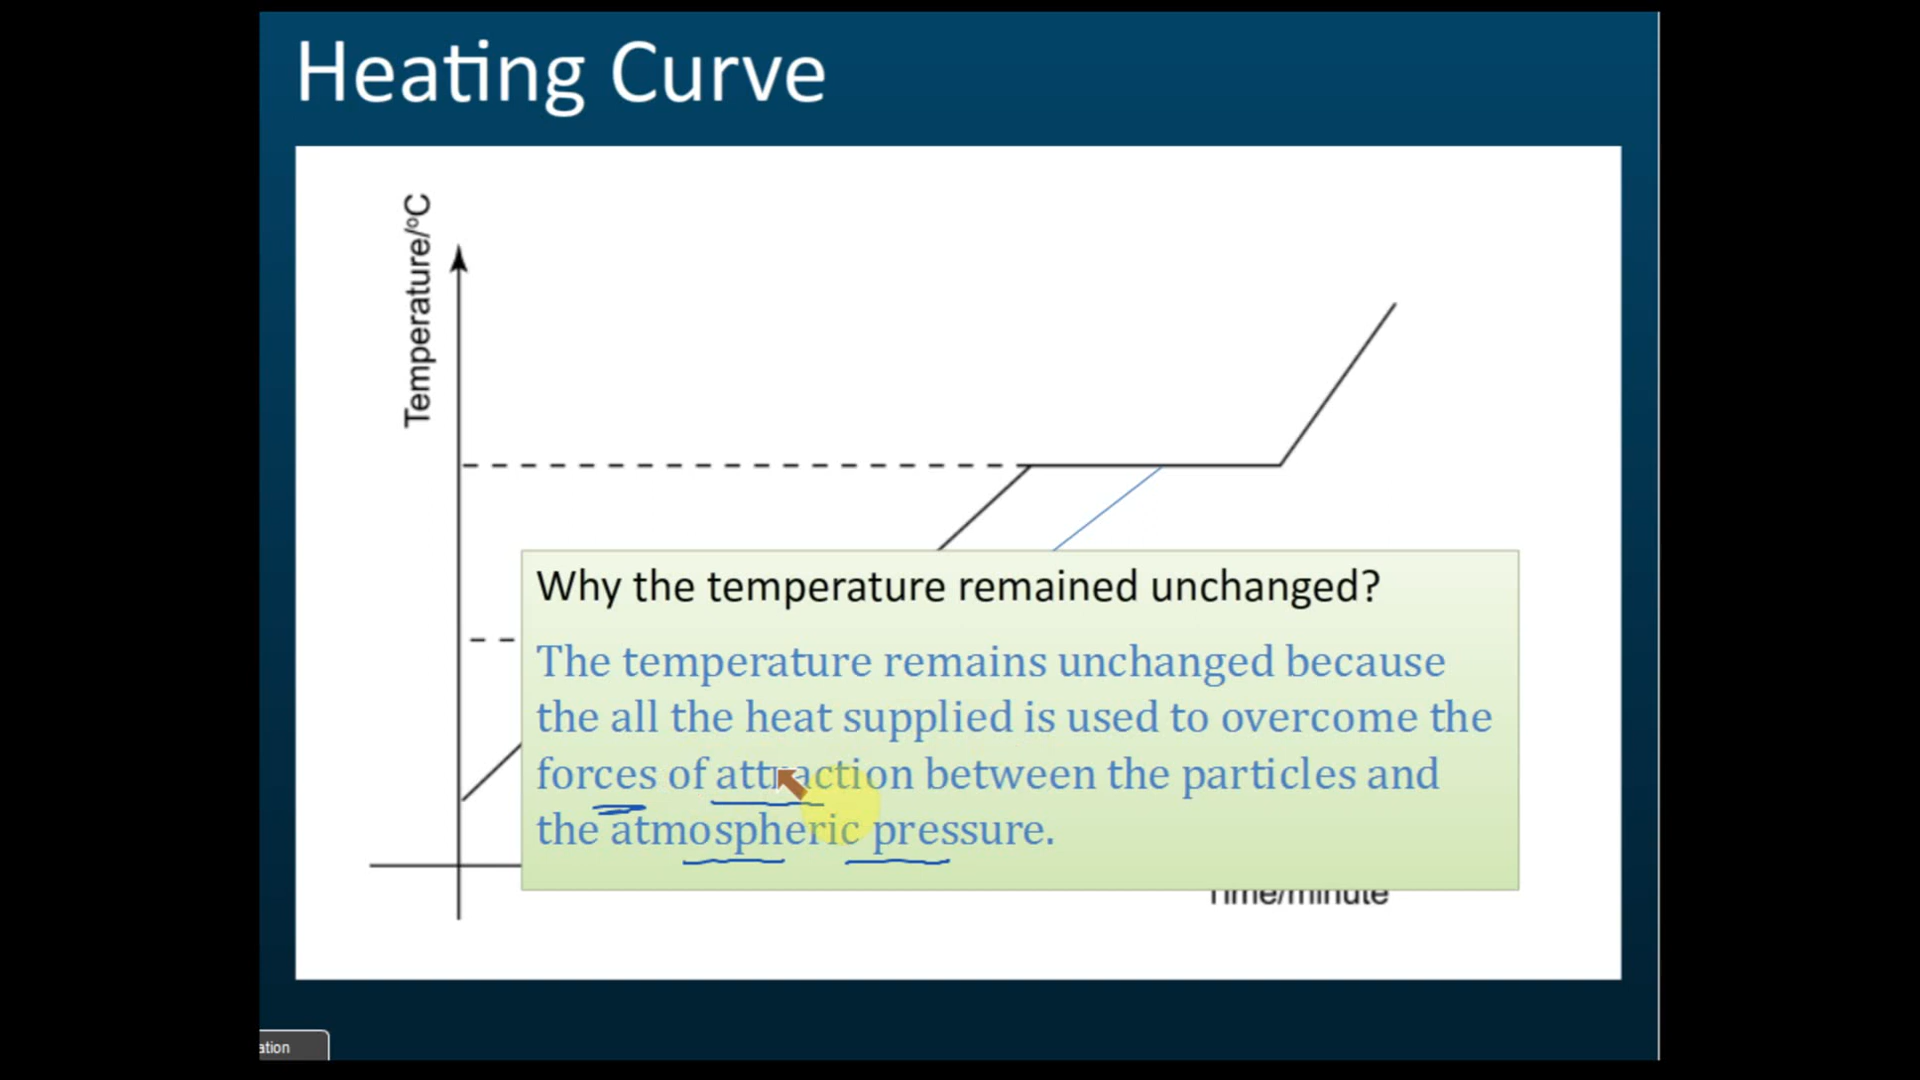 Heating Curve
Temperature/°C
Why the temperature remained unchanged?
The temperature remains unchanged because
the all the heat supplied is used to overcome the
forces of attraction between the particles and
the atmospheric pressure.
Time/minute
ation